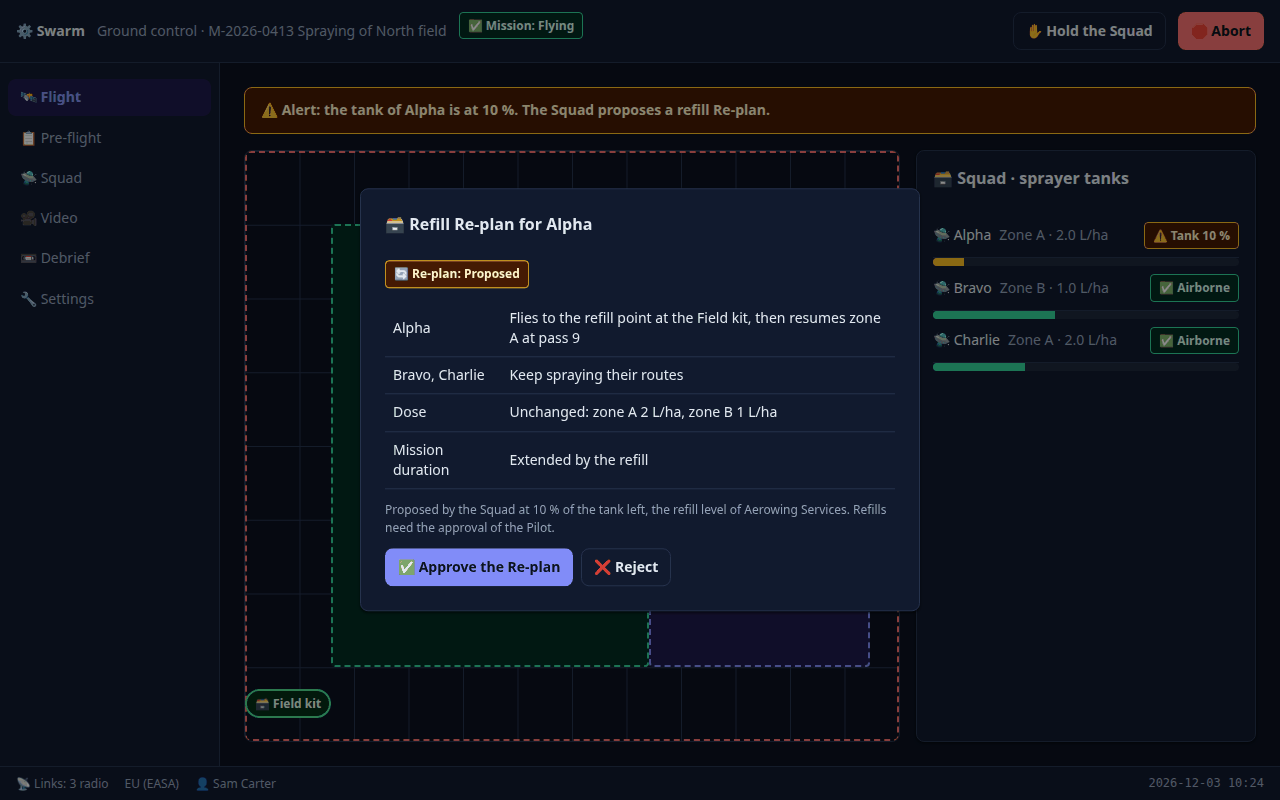 Swarm Ground control · M-2026-0413 Spraying of North field ✅ Mission: Flying ✋ Hold the Squad 🛑 Abort
Flight
Pre-flight
Squad
Video
Debrief
Settings
⚠️ Alert: the tank of Alpha is at 10 %. The Squad proposes a refill Re-plan.
Refill Re-plan for Alpha
Re-plan: Proposed
Alpha Flies to the refill point at the Field kit, then resumes zone
A at pass 9
Bravo, Charlie Keep spraying their routes
Dose Unchanged: zone A 2 L/ha, zone B 1 L/ha
Mission
duration Extended by the refill
Proposed by the Squad at 10 % of the tank left, the refill level of Aerowing Services. Refills
need the approval of the Pilot.
✅ Approve the Re-plan ❌ Reject
Field kit
Squad · sprayer tanks
Alpha Zone A · 2.0 L/ha ⚠️ Tank 10 %
Bravo Zone B · 1.0 L/ha ✅ Airborne
Charlie Zone A · 2.0 L/ha ✅ Airborne
Links: 3 radio EU (EASA) Sam Carter 2026-12-03 10:24